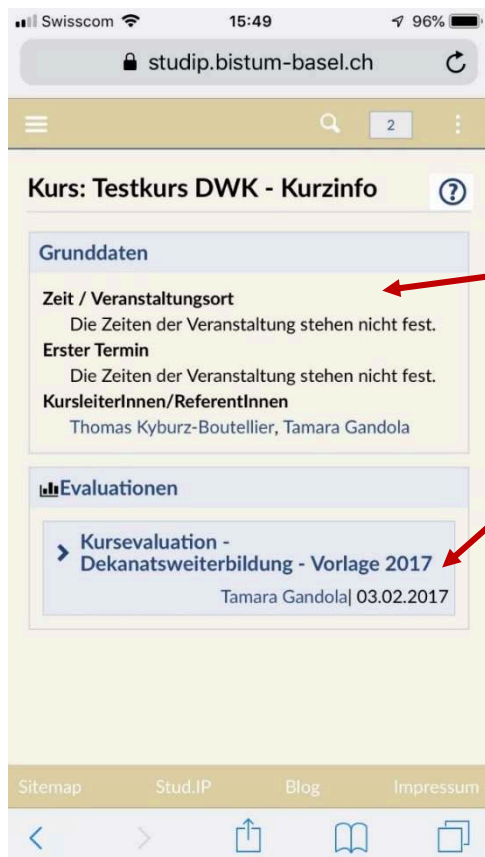 Swisscom 15:49 96%
studip.bistum-basel.ch
2
Kurs: Testkurs DWK - Kurzinfo ?
Grunddaten
Zeit / Veranstaltungsort
Die Zeiten der Veranstaltung stehen nicht fest.
Erster Termin
Die Zeiten der Veranstaltung stehen nicht fest.
KursleiterInnen/ReferentInnen
Thomas Kyburz-Boutellier, Tamara Gandola
Evaluationen
Kursevaluation -
Dekanatsweiterbildung - Vorlage 2017
Tamara Gandola| 03.02.2017
Sitemap Stud.IP Blog Impressum